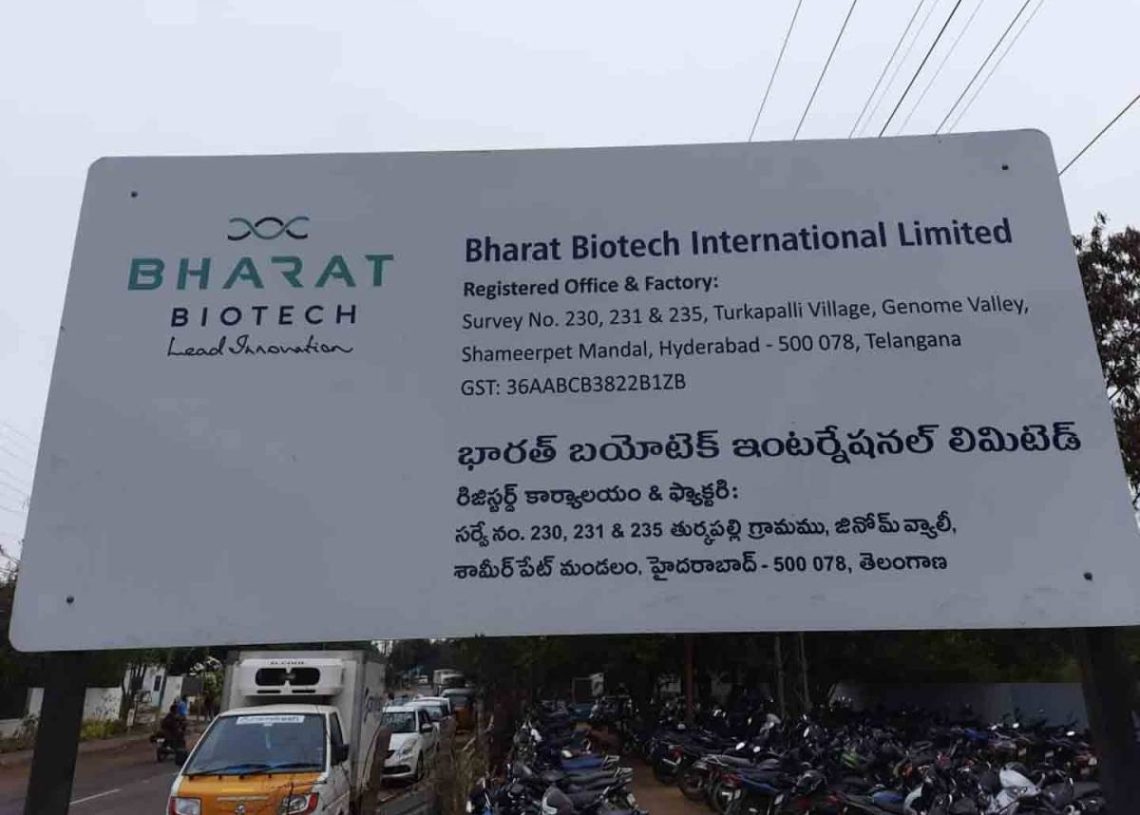 BHARAT
BIOTECH
Lead Innovation
Bharat Biotech International Limited
Registered Office & Factory:
Survey No. 230, 231 & 235, Turkapalli Village, Genome Valley,
Shameerpet Mandal, Hyderabad - 500 078, Telangana
GST: 36AABCB3822B1ZB
భారత్ బయోటెక్ ఇంటర్నేషనల్ లిమిటెడ్
రిజిస్టర్డ్ కార్యాలయం & ఫ్యాక్టరి:
సర్వే నం. 230, 231 & 235 తుర్కపల్లి గ్రామము, జినోమ్ వ్యాలీ,
శామీర్ పేట్ మండలం, హైదరాబాద్ - 500 078, తెలంగాణ